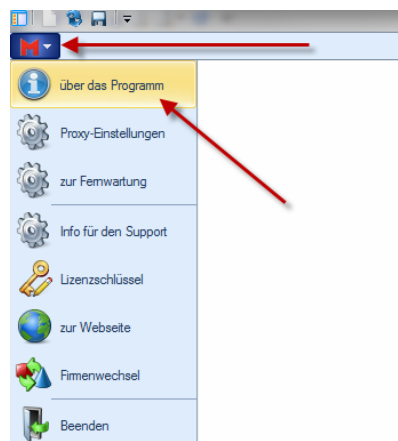 M
über das Programm
Proxy-Einstellungen
zur Fernwartung
Info für den Support
Lizenzschlüssel
zur Webseite
Firmenwechsel
Beenden